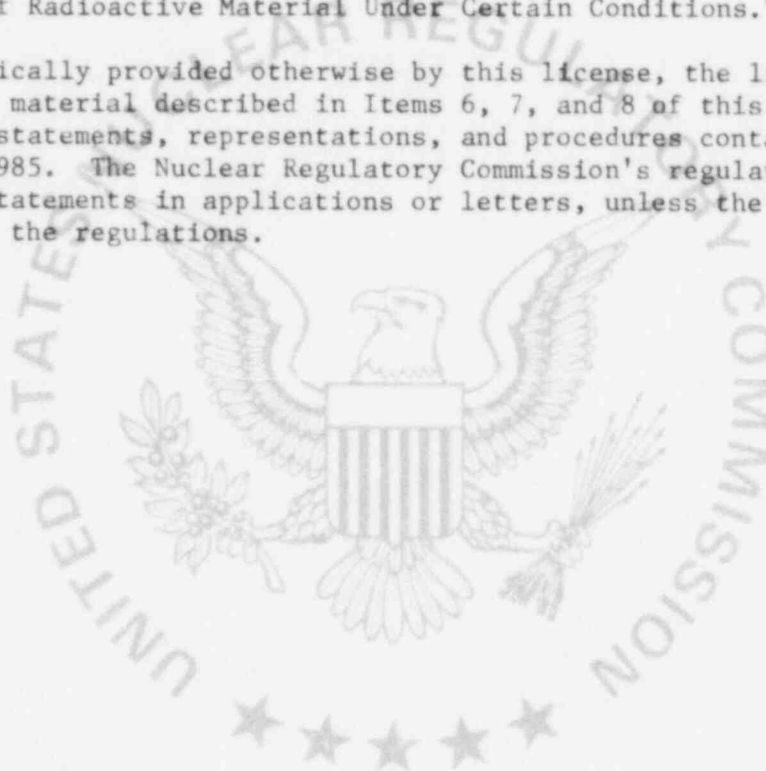 t Radioactive Material Under Certain Conditions."
ically provided otherwise by this license, the l
material described in Items 6, 7, and 8 of this
statements, representations, and procedures conta
985. The Nuclear Regulatory Commission's regulat
tatements in applications or letters, unless the
the regulations.
UNITED STATES NUCLEAR REGULATORY COMMISSION